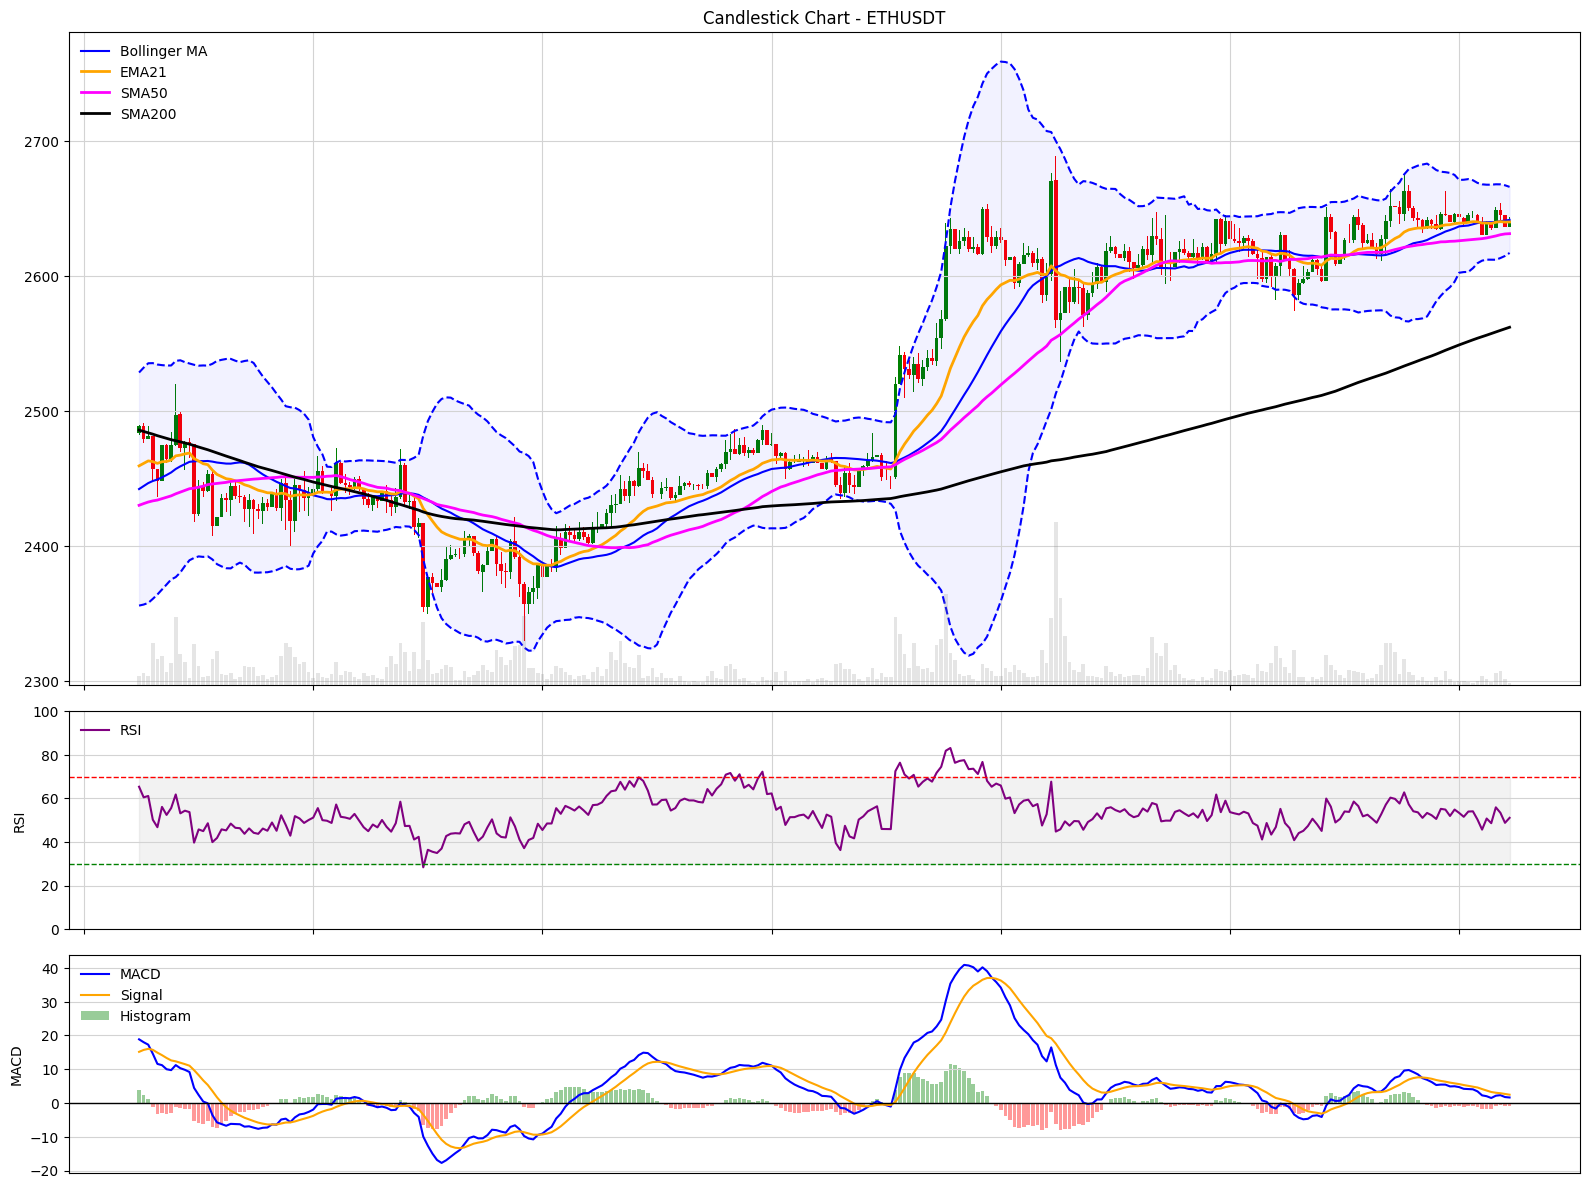 Candlestick Chart - ETHUSDT
Bollinger MA
EMA21
SMA50
SMA200
2700
2600
2500
2400
2300
RSI
100
80
60
40
20
0
RSI
MACD
Signal
Histogram
40
30
20
10
0
−10
−20
MACD